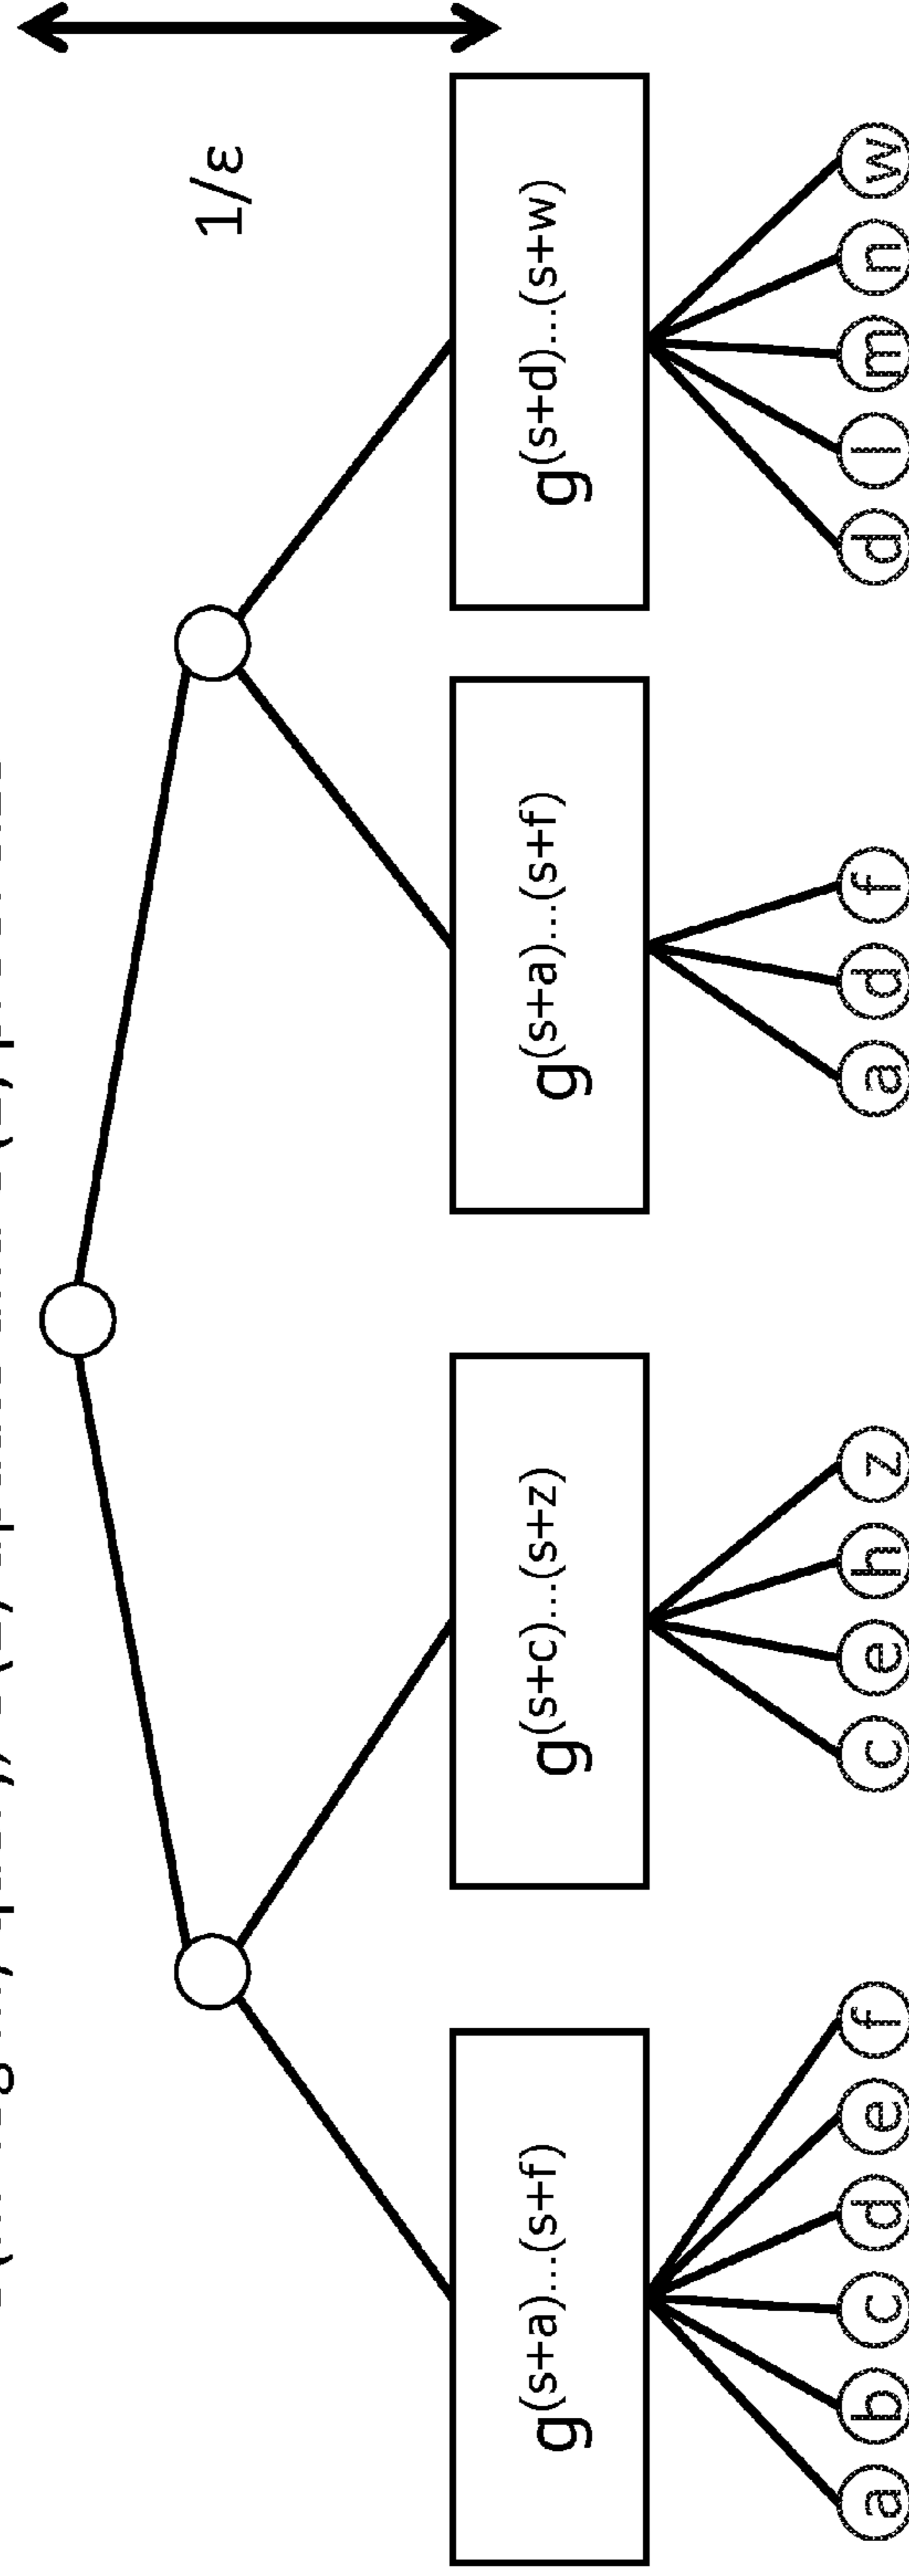 1/ε
g(s+a)...(s+f)
g(s+c)...(s+z)
g(s+a)...(s+f)
g(s+d)...(s+w)
a b c d e f
c e h z
a d f
d l m n w